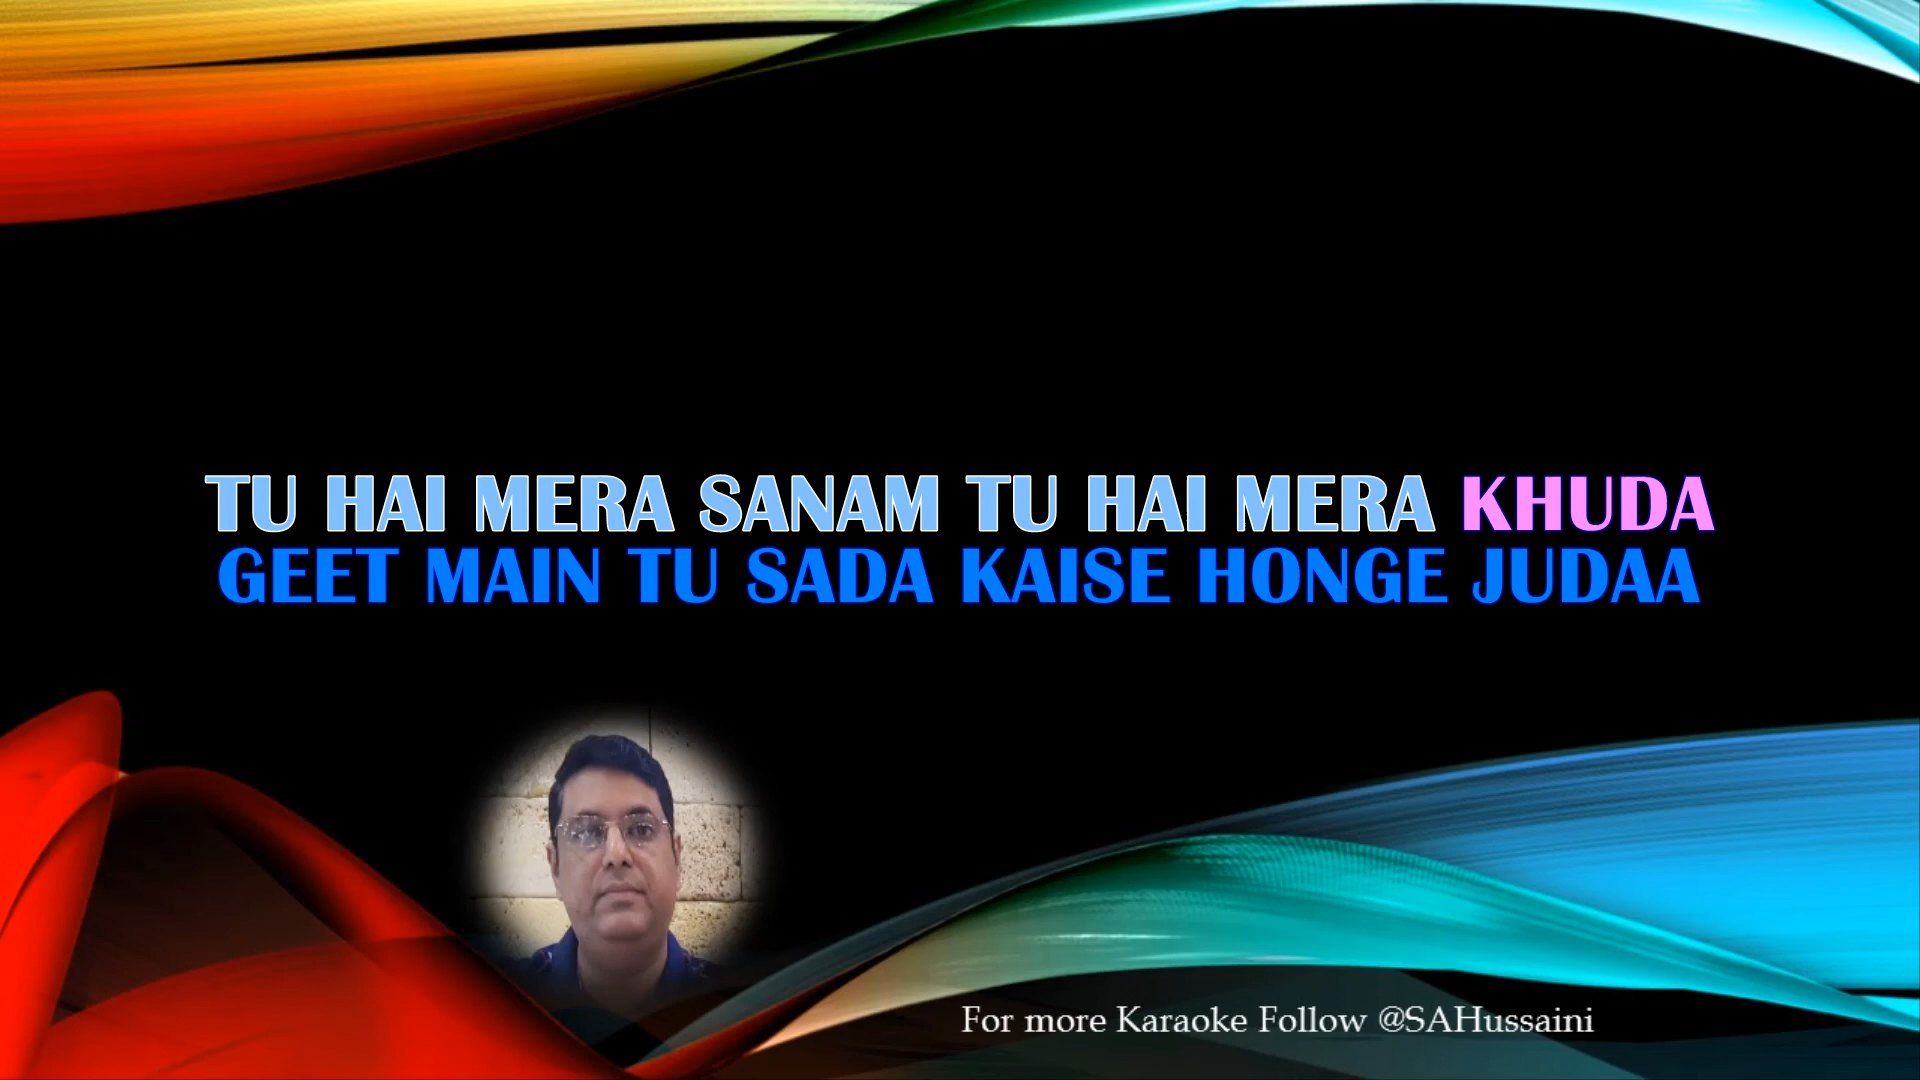 TU HAI MERA SANAM TU HAI MERA KHUDA
GEET MAIN TU SADA KAISE HONGE JUDAA
For more Karaoke Follow @SAHussaini